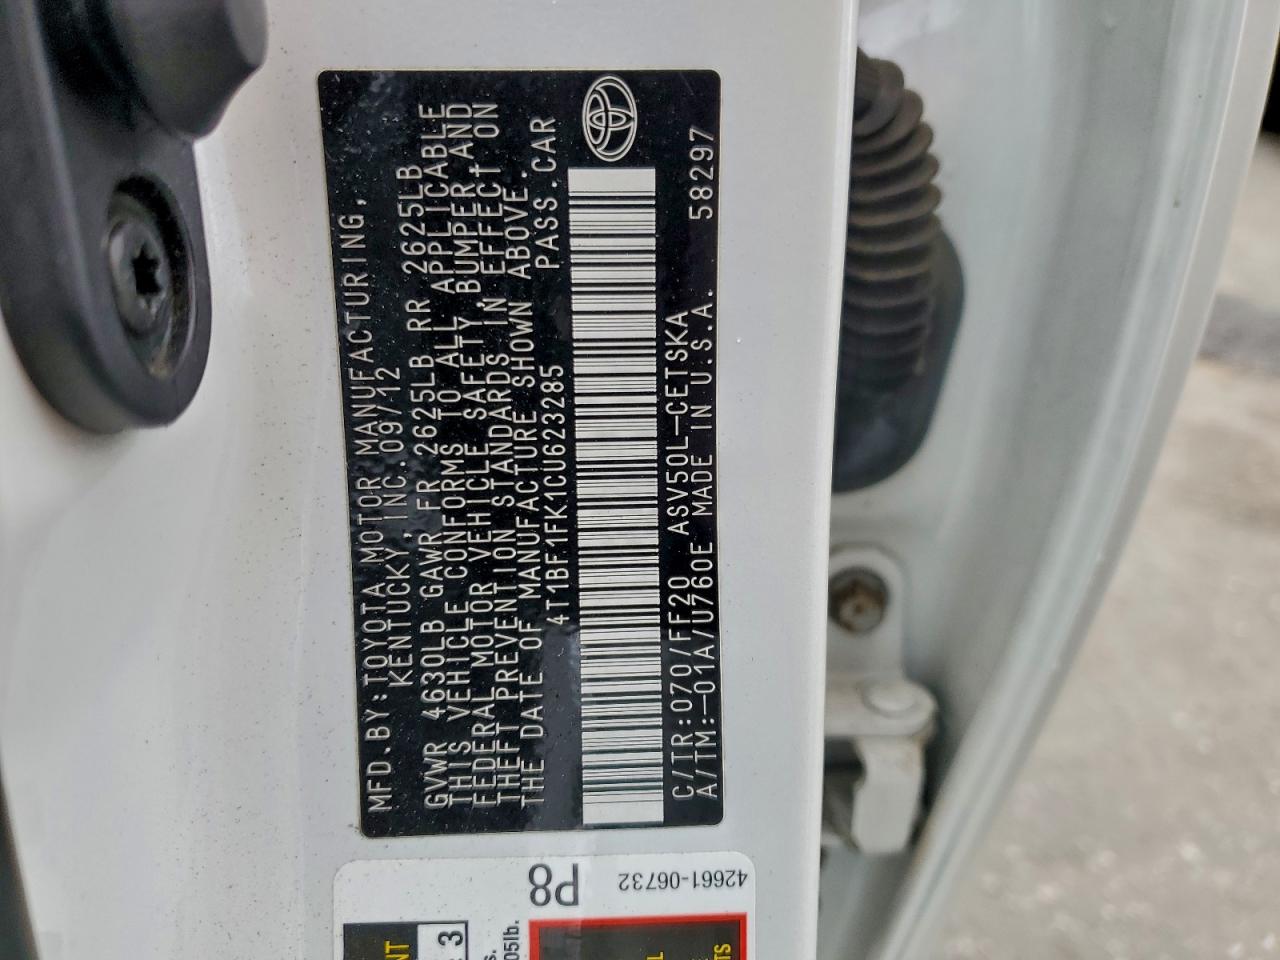 MFD.BY:TOYOTA MOTOR MANUFACTURING,
KENTUCKY, INC. 09/12
GVWR 4630LB GAWR FR 2625LB RR 2625LB
THIS VEHICLE CONFORMS TO ALL APPLICABLE
FEDERAL MOTOR VEHICLE SAFETY, BUMPER, AND
THEFT PREVENTION STANDARDS IN EFFECT ON
THE DATE OF MANUFACTURE SHOWN ABOVE.
4T1BF1FK1CU623285 PASS.CAR
C/TR:070/FF20 ASV50L-CETSKA
A/TM:-01A/U760E MADE IN U.S.A. 58297
P8
42661-06732
3
05lb.